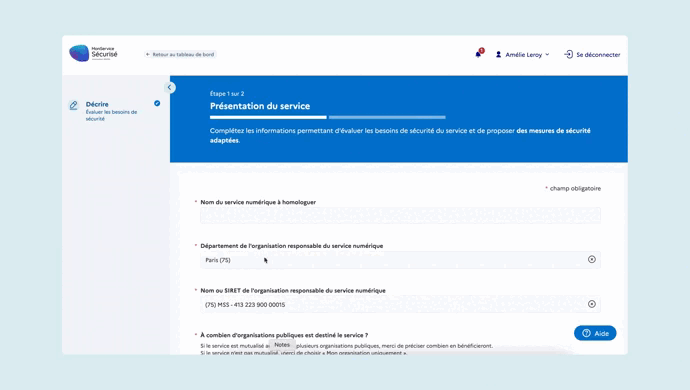 MonService
Sécurisé
← Retour au tableau de bord
1
Amélie Leroy
Se déconnecter
Décrire
Évaluer les besoins de
sécurité
Étape 1 sur 2
Présentation du service
Complétez les informations permettant d'évaluer les besoins de sécurité du service et de proposer des mesures de sécurité
adaptées.
* champ obligatoire
* Nom du service numérique à homologuer
* Département de l'organisation responsable du service numérique
Paris (75)
* Nom ou SIRET de l'organisation responsable du service numérique
(75) MSS - 413 223 900 00015
* À combien d'organisations publiques est destiné le service ?
Si le service est mutualisé plusieurs organisations publiques, merci de préciser combien en bénéficieront.
Notes
Si le service n'est pas mutualisé, merci de choisir « Mon organisation uniquement ».
Aide